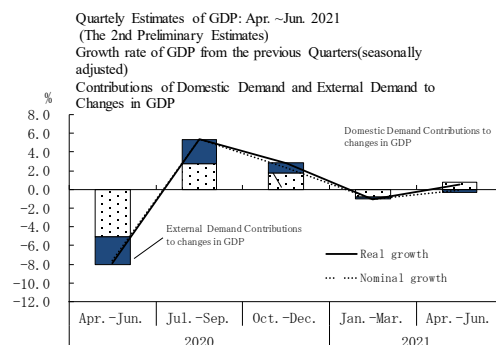 Quartely Estimates of GDP: Apr. ~Jun. 2021
(The 2nd Preliminary Estimates)
Growth rate of GDP from the previous Quarters(seasonally
adjusted)
Contributions of Domestic Demand and External Demand to
Changes in GDP
%
8.0
6.0
4.0
2.0
0.0
-2.0
-4.0
-6.0
-8.0
-10.0
-12.0
Domestic Demand Contributions to
changes in GDP
External Demand Contributions
to changes in GDP
Real growth
Nominal growth
Apr.-Jun. Jul.-Sep. Oct.-Dec. Jan.-Mar. Apr-Jun.
2020 2021